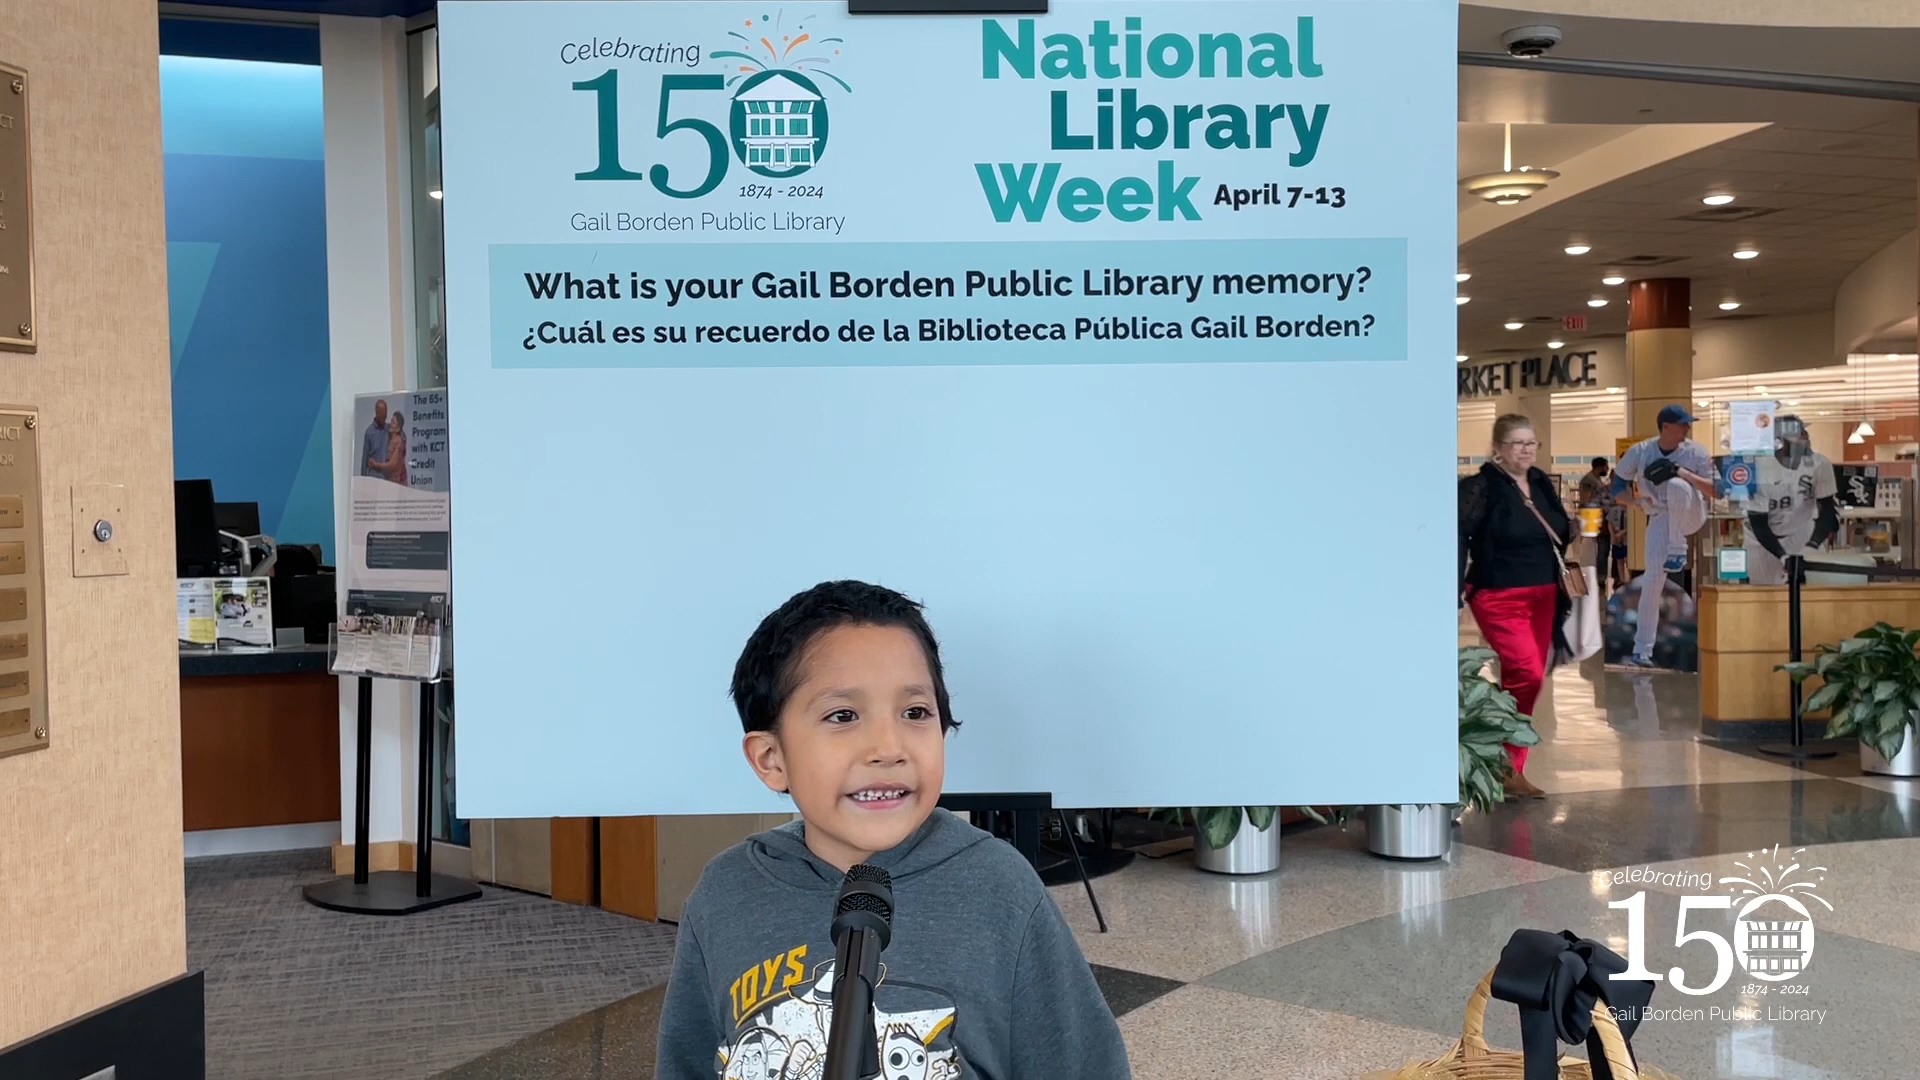 Celebrating
150
1874 - 2024
Gail Borden Public Library
National
Library
Week April 7-13
What is your Gail Borden Public Library memory?
¿Cuál es su recuerdo de la Biblioteca Pública Gail Borden?
The 65+
Benefits
Program
with KCT
Credit
Union
EXIT
RKET PLACE
TOYS
Celebrating
150
1874 - 2024
Gail Borden Public Library